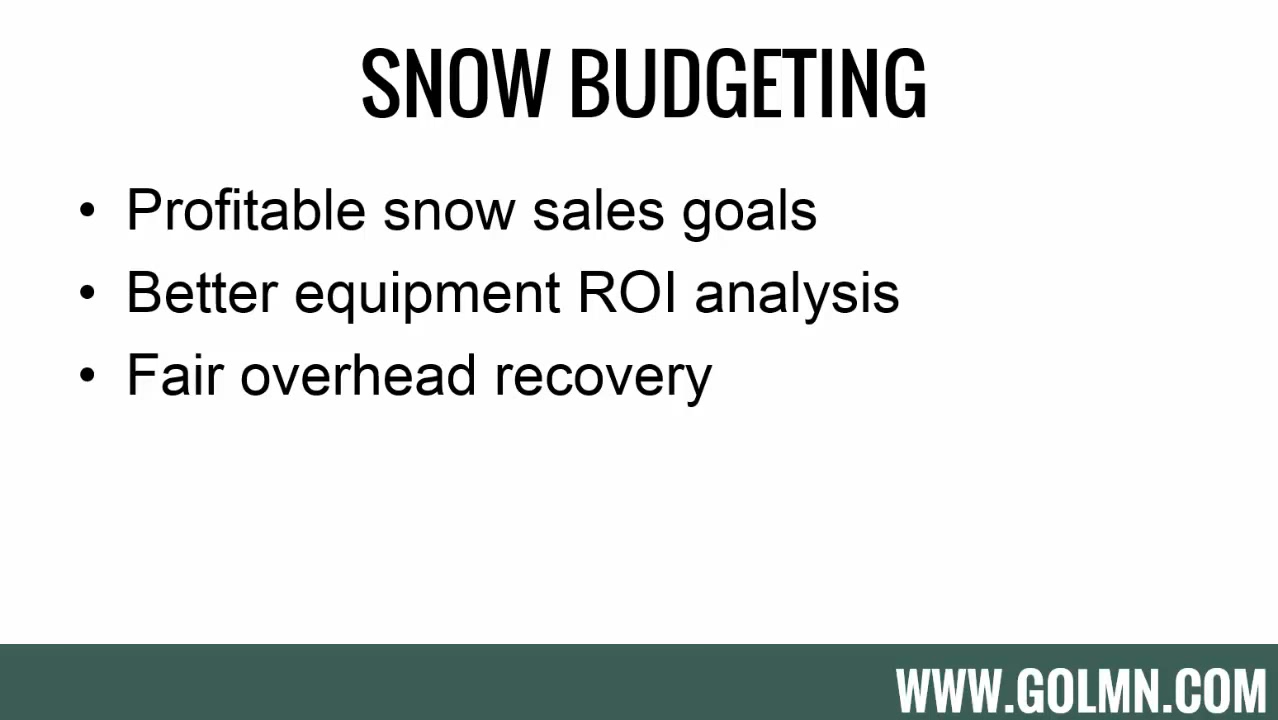 SNOW BUDGETING
• Profitable snow sales goals
• Better equipment ROI analysis
• Fair overhead recovery
WWW.GOLMN.COM